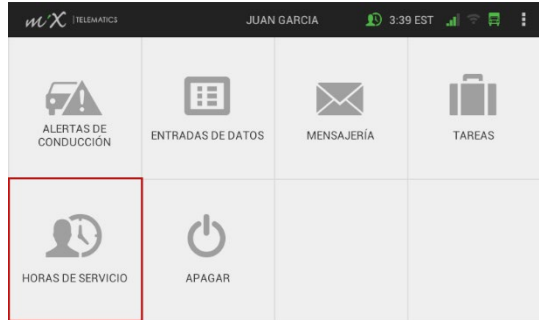 miX | TELEMATICS JUAN GARCIA 3:39 EST
ALERTAS DE
CONDUCCIÓN
ENTRADAS DE DATOS
MENSAJERÍA
TAREAS
HORAS DE SERVICIO
APAGAR